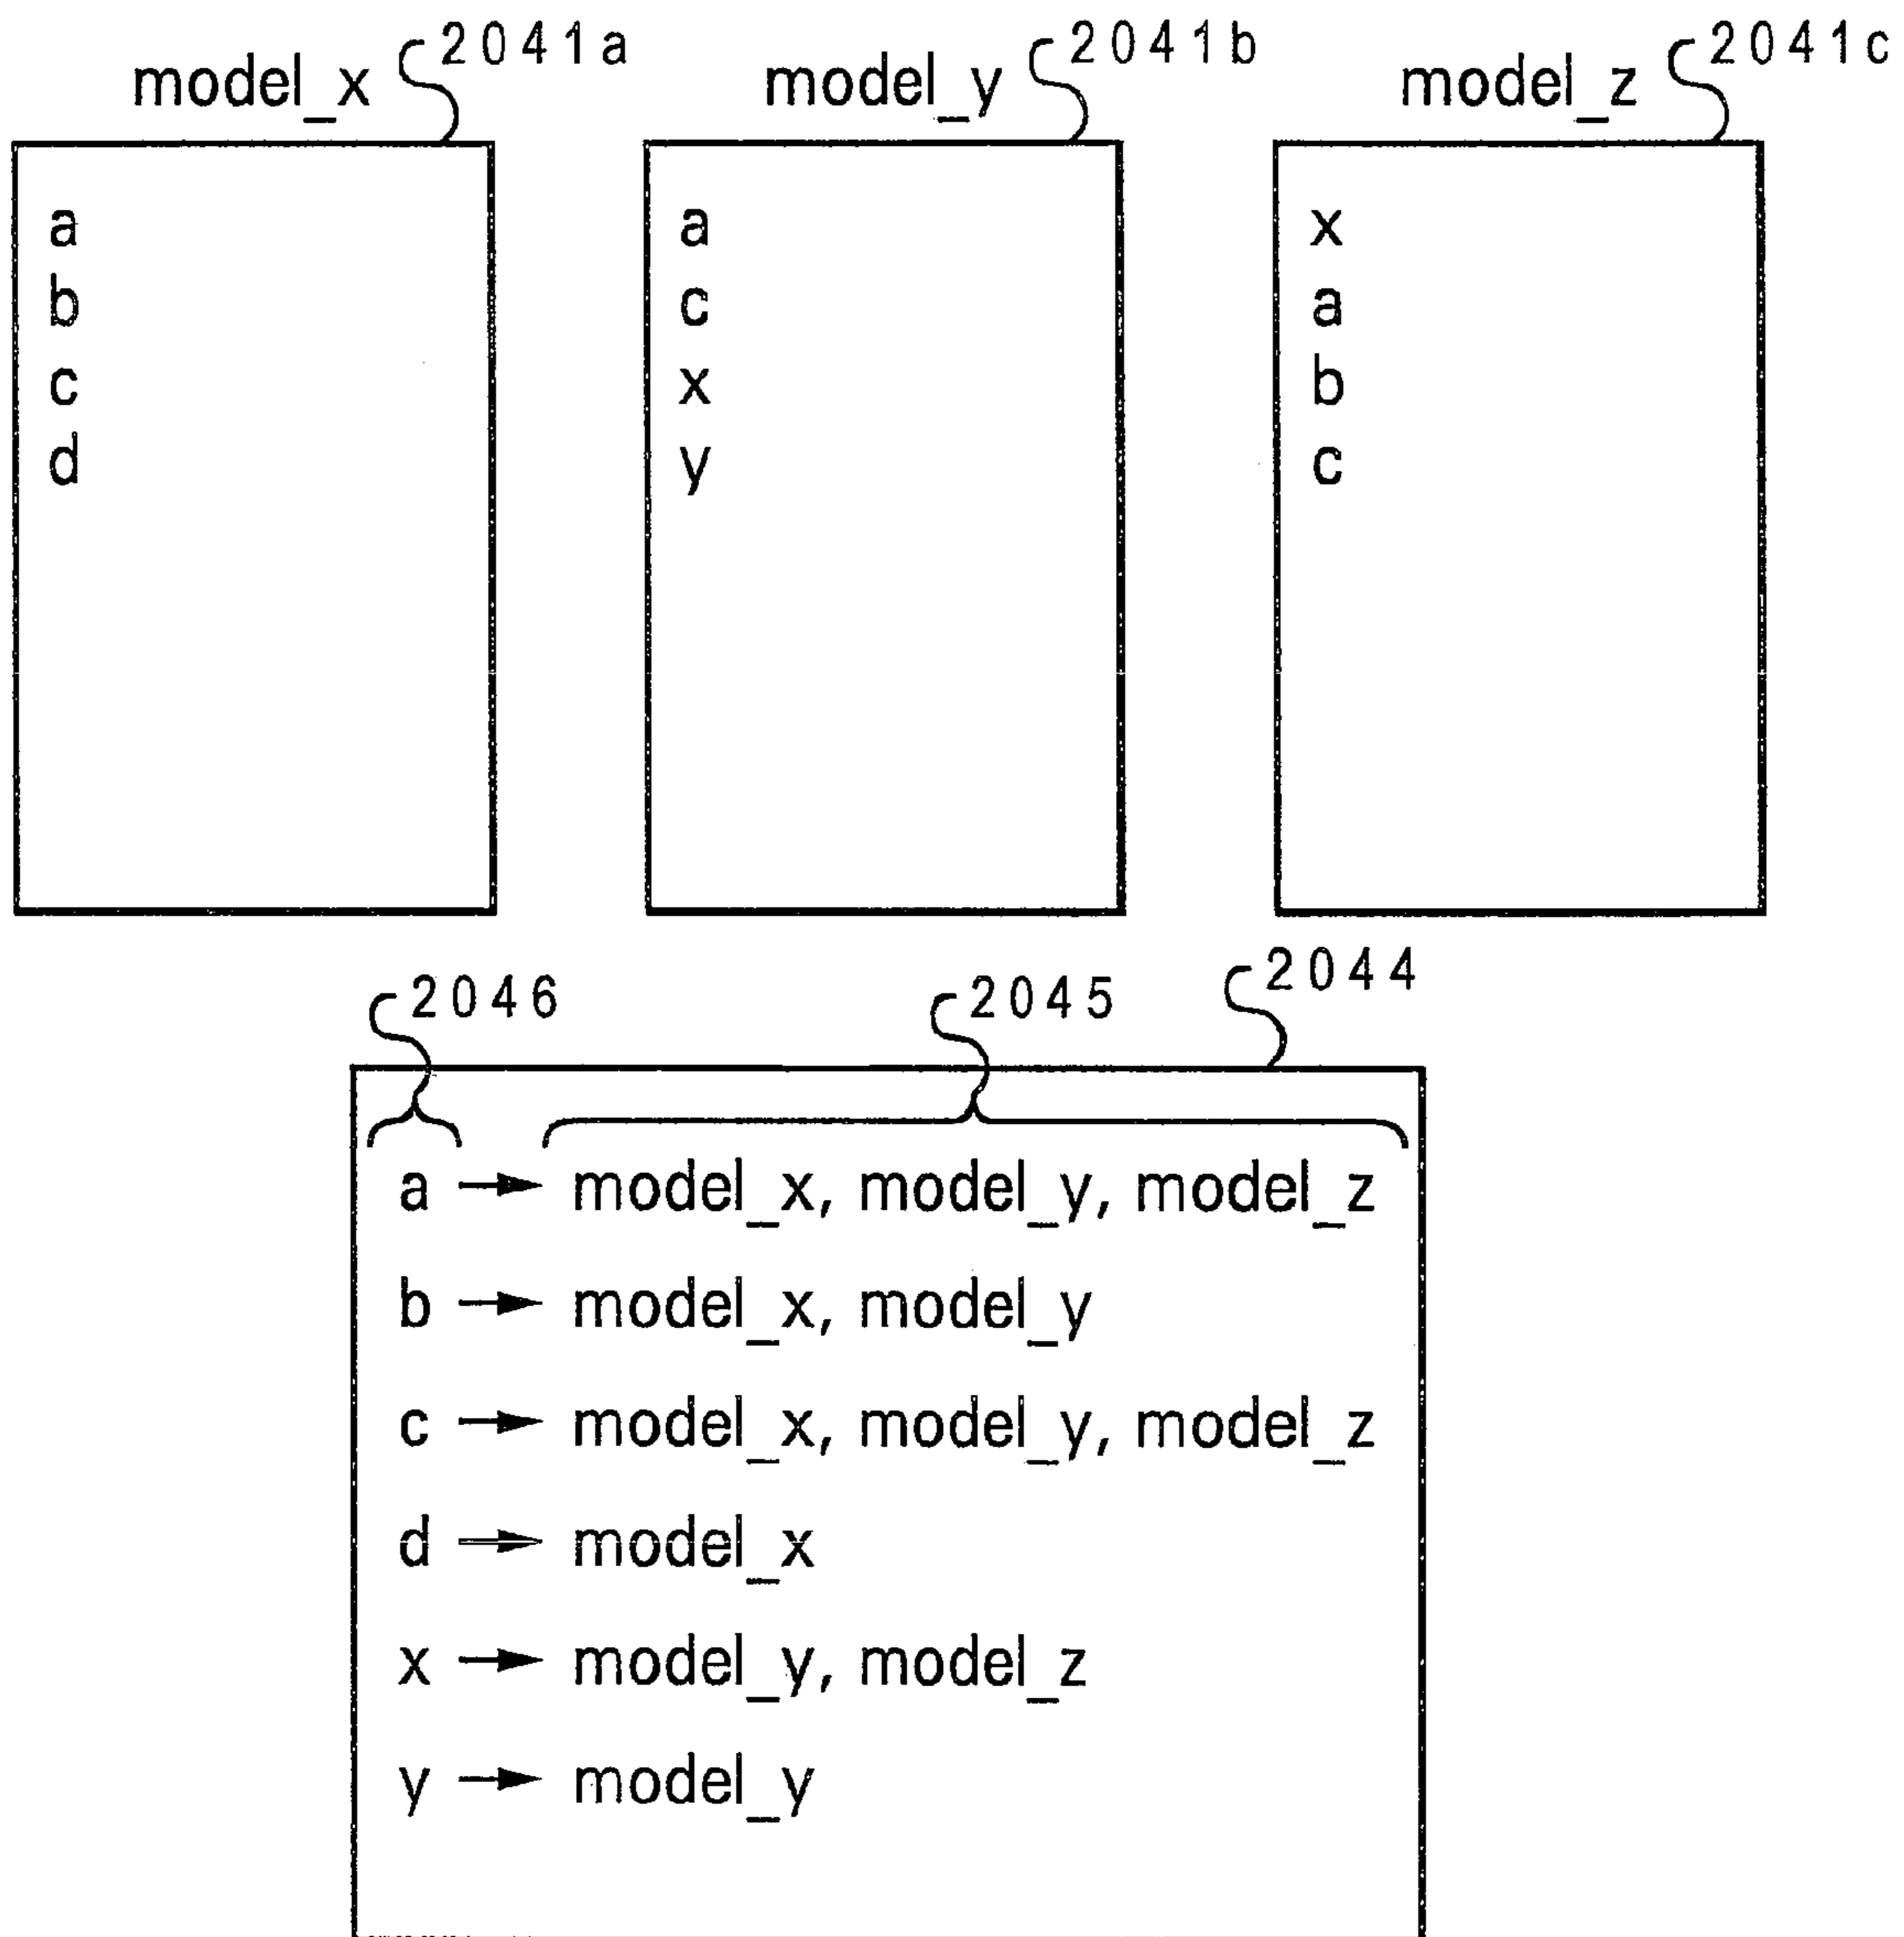 model_x 2041a
model_y 2041b
model_z 2041c
a
b
c
d
a
c
x
y
x
a
b
c
2046
2045
2044
a → model_x, model_y, model_z
b → model_x, model_y
c → model_x, model_y, model_z
d → model_x
x → model_y, model_z
y → model_y